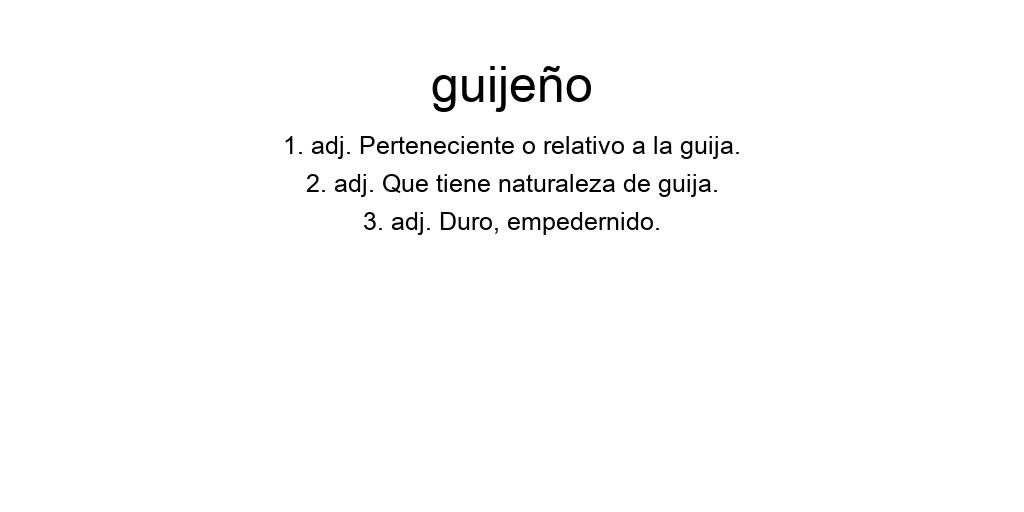 guijeño
1. adj. Perteneciente o relativo a la guija.
2. adj. Que tiene naturaleza de guija.
3. adj. Duro, empedernido.